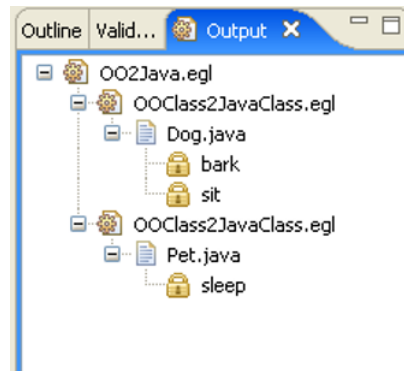 Outline Valid... Output
OO2Java.egl
OOClass2JavaClass.egl
Dog.java
bark
sit
OOClass2JavaClass.egl
Pet.java
sleep